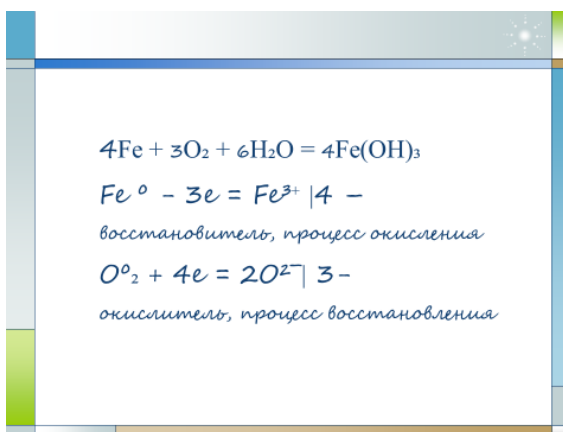 4Fe + 3O₂ + 6H₂O = 4Fe(OH)₃
Fe⁰ - 3e = Fe³⁺ |4 -
восстановитель, процесс окисления
O⁰₂ + 4e = 2O²⁻| 3-
окислитель, процесс восстановления